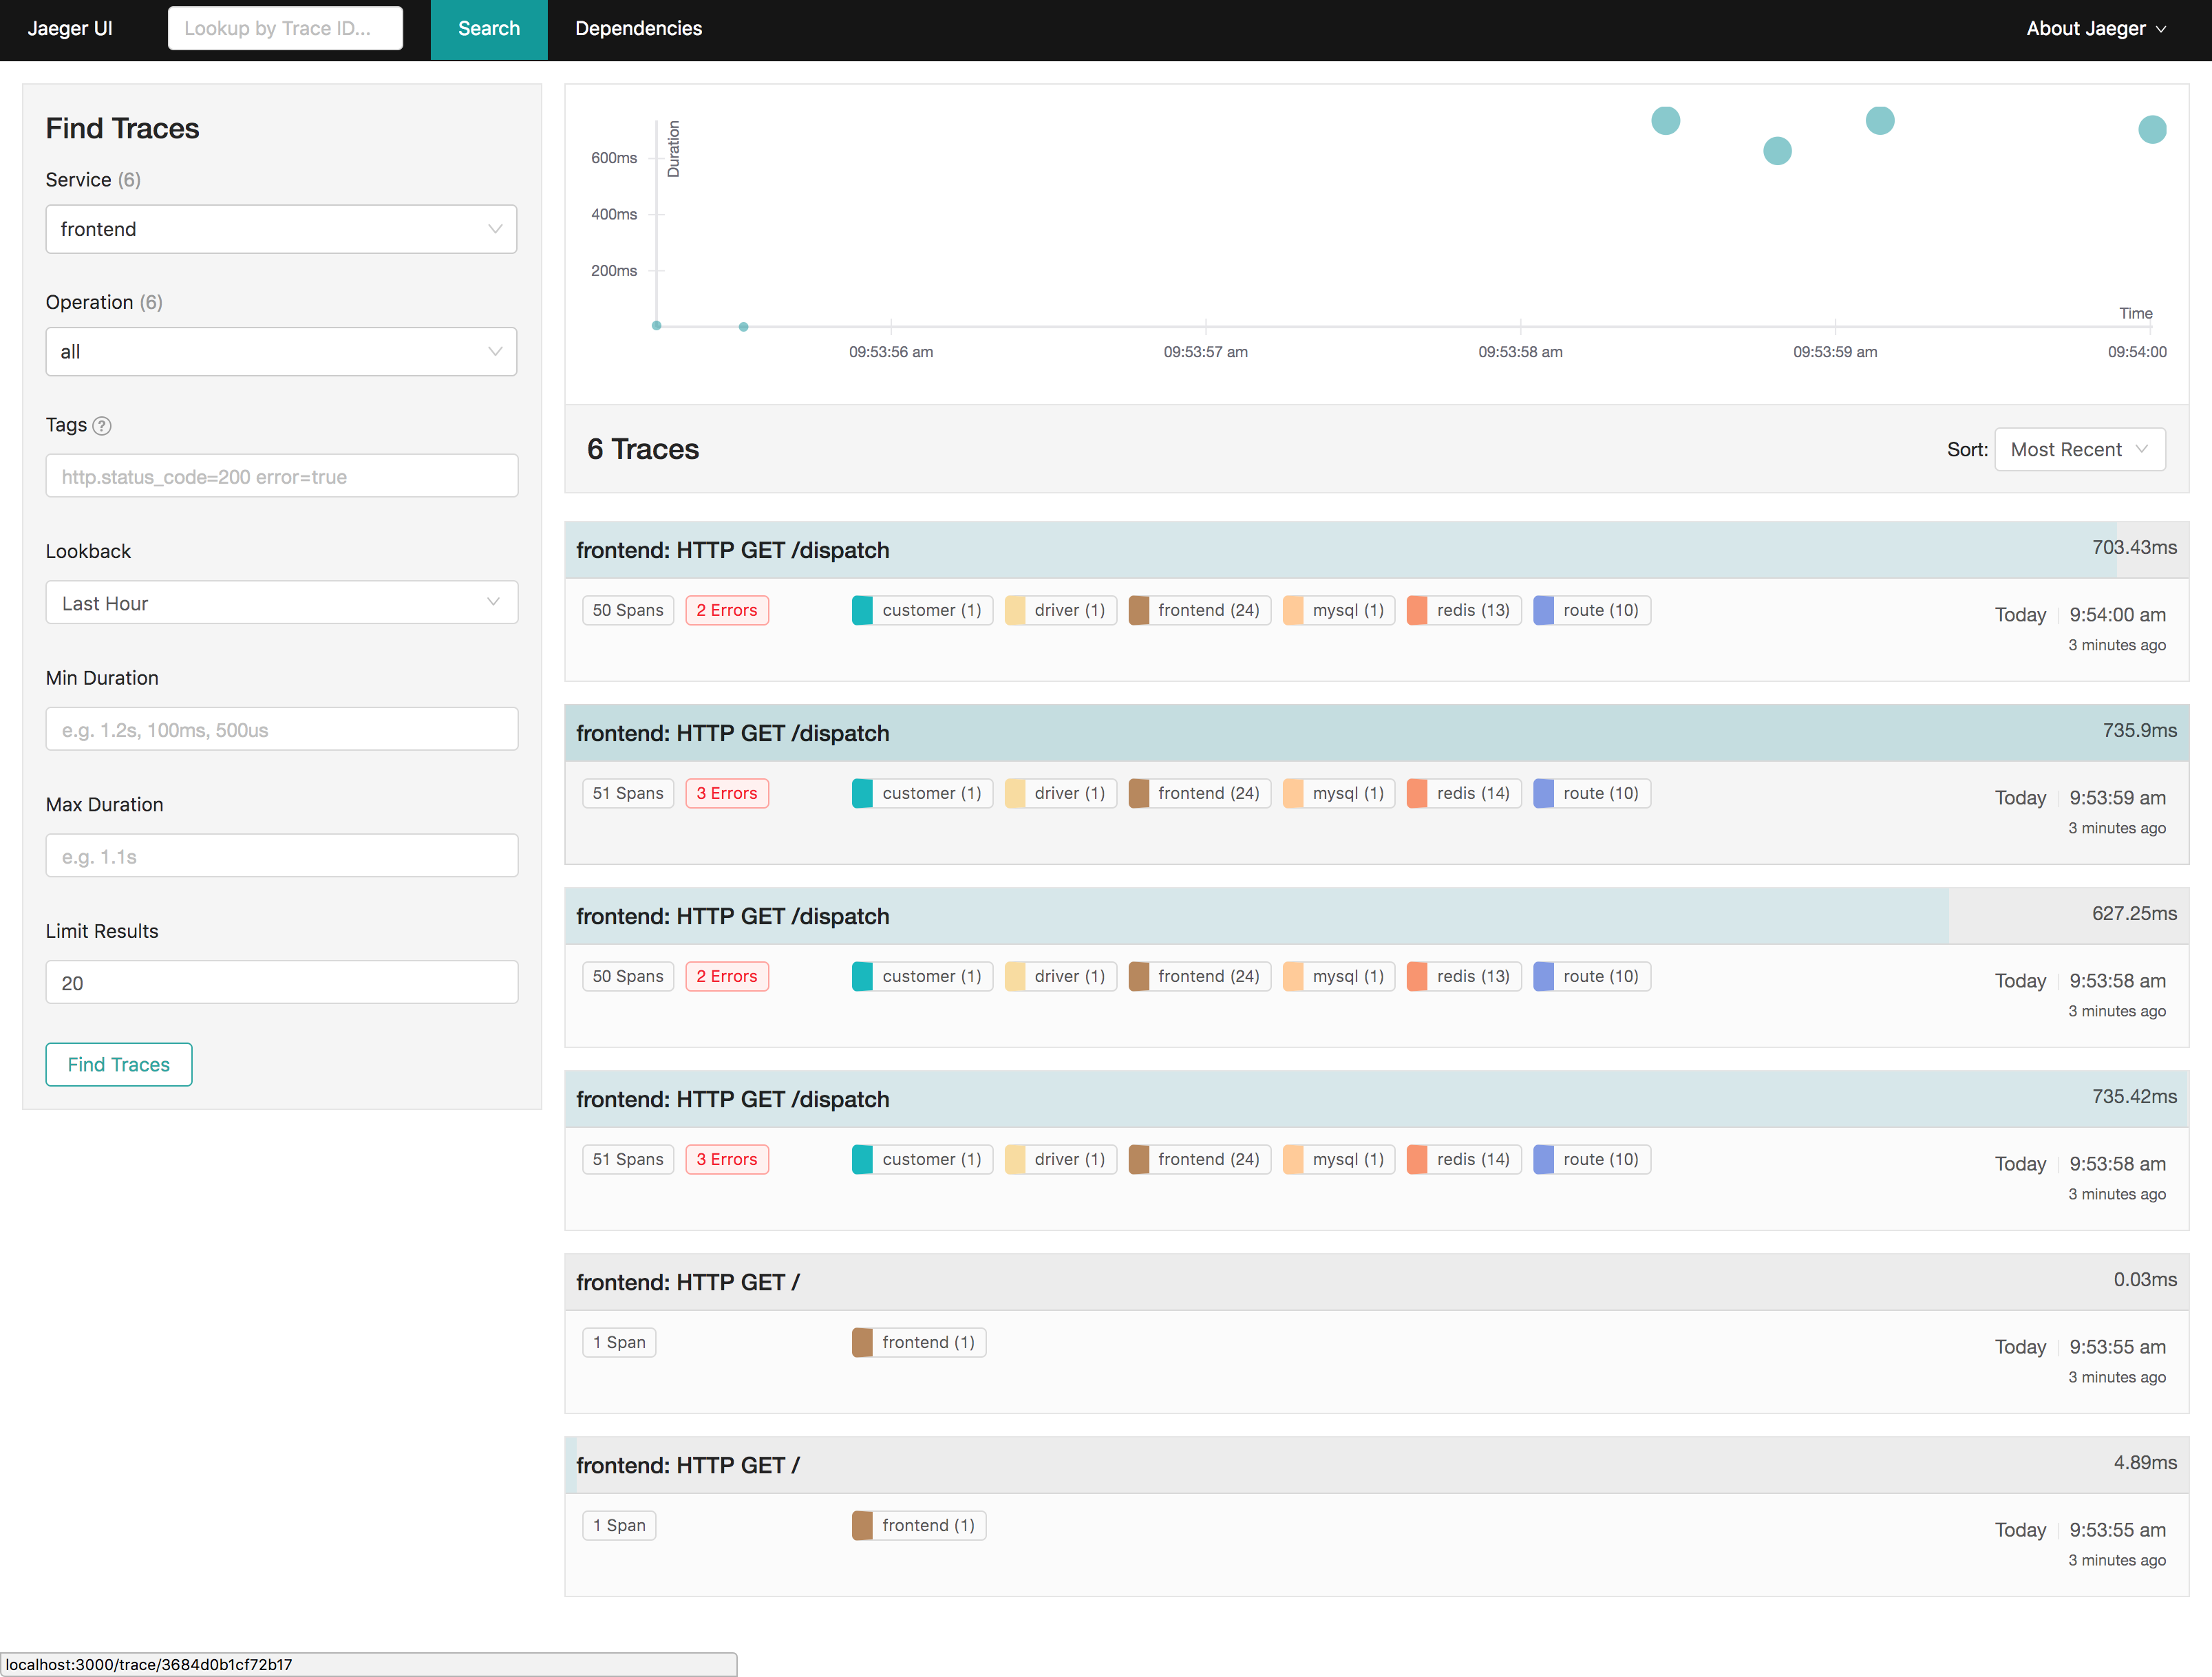 Jaeger UI Lookup by Trace ID... Search Dependencies About Jaeger
Find Traces
Service (6)
frontend
Operation (6)
all
Tags ?
http.status_code=200 error=true
Lookback
Last Hour
Min Duration
e.g. 1.2s, 100ms, 500us
Max Duration
e.g. 1.1s
Limit Results
20
Find Traces
Duration
600ms
400ms
200ms
Time
09:53:56 am 09:53:57 am 09:53:58 am 09:53:59 am 09:54:00
6 Traces Sort: Most Recent
frontend: HTTP GET /dispatch 703.43ms
50 Spans 2 Errors customer (1) driver (1) frontend (24) mysql (1) redis (13) route (10) Today 9:54:00 am
3 minutes ago
frontend: HTTP GET /dispatch 735.9ms
51 Spans 3 Errors customer (1) driver (1) frontend (24) mysql (1) redis (14) route (10) Today 9:53:59 am
3 minutes ago
frontend: HTTP GET /dispatch 627.25ms
50 Spans 2 Errors customer (1) driver (1) frontend (24) mysql (1) redis (13) route (10) Today 9:53:58 am
3 minutes ago
frontend: HTTP GET /dispatch 735.42ms
51 Spans 3 Errors customer (1) driver (1) frontend (24) mysql (1) redis (14) route (10) Today 9:53:58 am
3 minutes ago
frontend: HTTP GET / 0.03ms
1 Span frontend (1) Today 9:53:55 am
3 minutes ago
frontend: HTTP GET / 4.89ms
1 Span frontend (1) Today 9:53:55 am
3 minutes ago
localhost:3000/trace/3684d0b1cf72b17